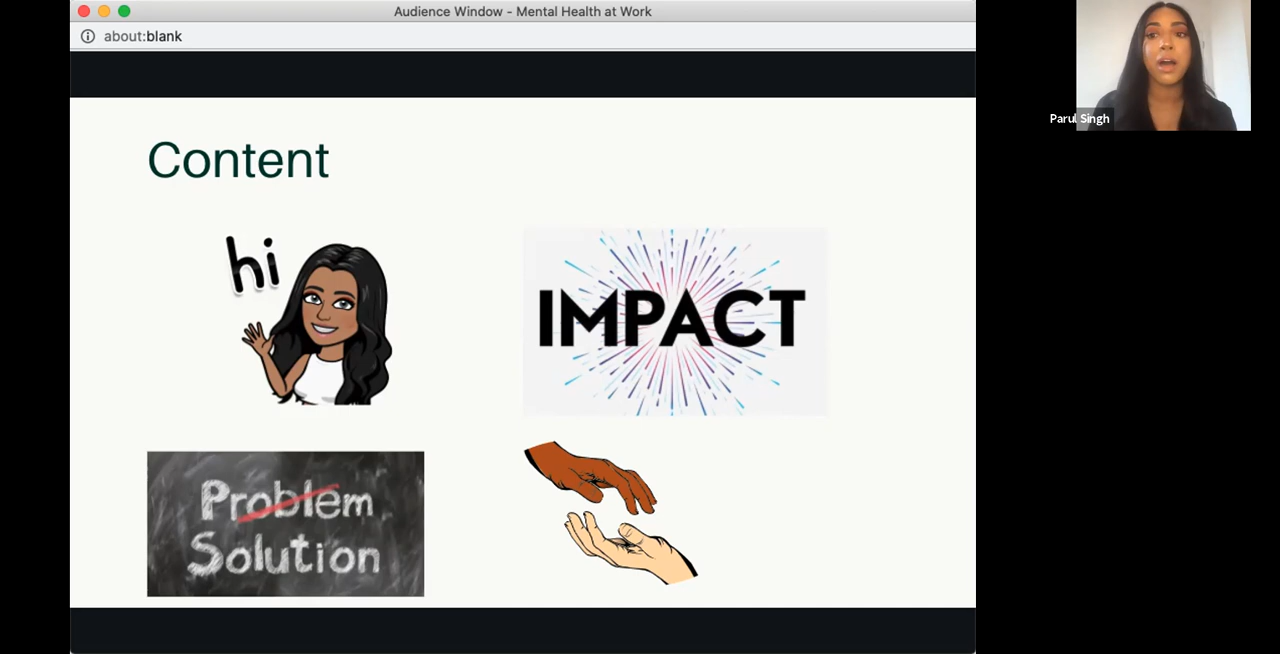 Audience Window - Mental Health at Work
about:blank
Parul Singh
Content
hi
IMPACT
Problem
Solution